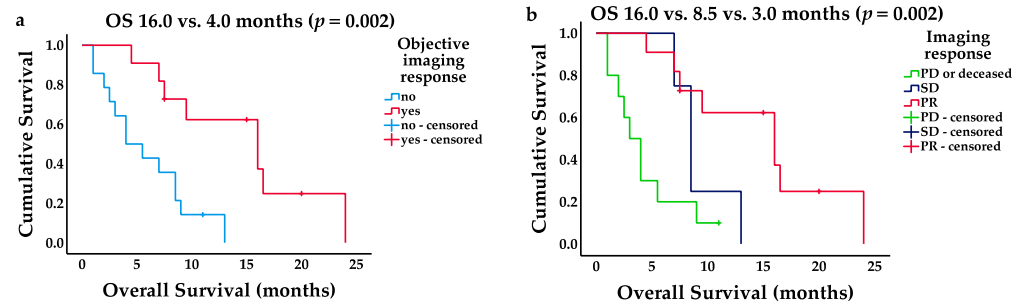 a
OS 16.0 vs. 4.0 months (p = 0.002)
Cumulative Survival
1.0
0.8
0.6
0.4
0.2
0.0
0 5 10 15 20 25
Overall Survival (months)
Objective
imaging
response
no
yes
no - censored
yes - censored
b
OS 16.0 vs. 8.5 vs. 3.0 months (p = 0.002)
Cumulative Survival
1.0
0.8
0.6
0.4
0.2
0.0
0 5 10 15 20 25
Overall Survival (months)
Imaging
response
PD or deceased
SD
PR
PD - censored
SD - censored
PR - censored